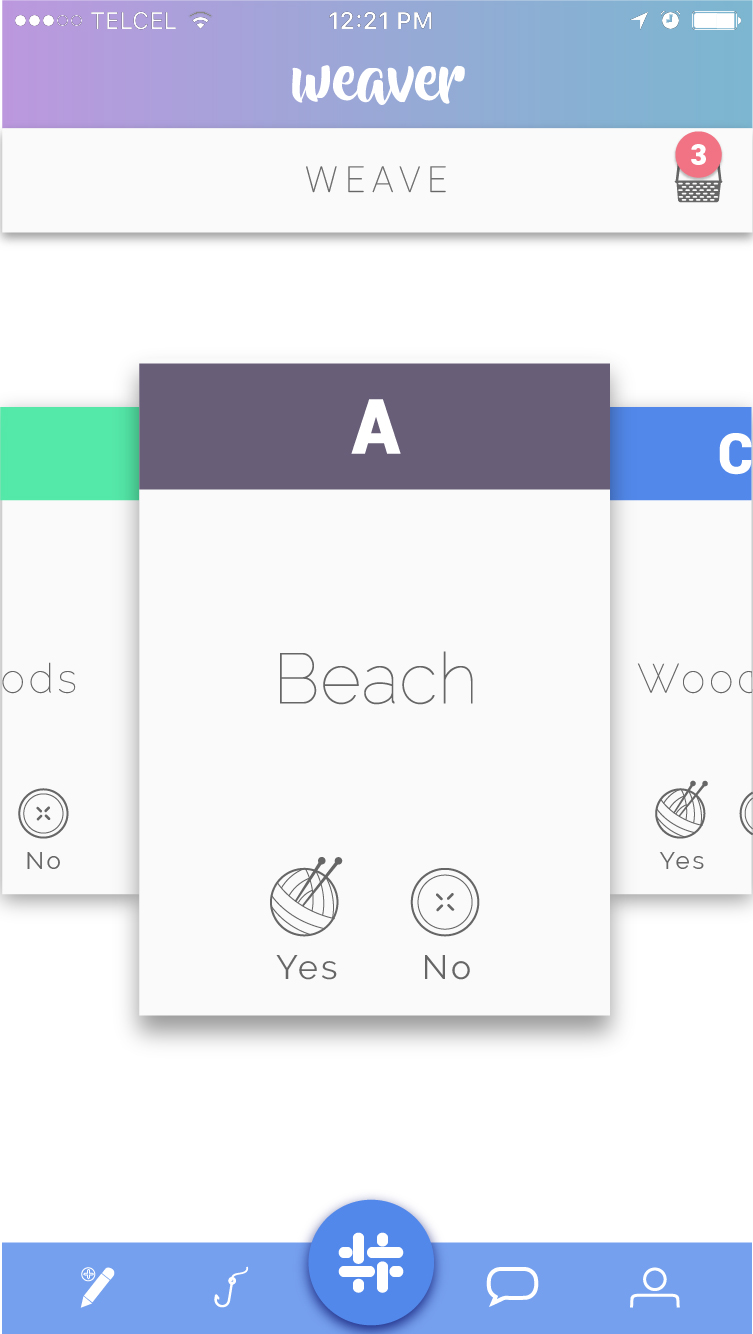 TELCEL 12:21 PM
weaver
WEAVE 3
A
C
Beach
ods
Wood
No
Yes
Yes No